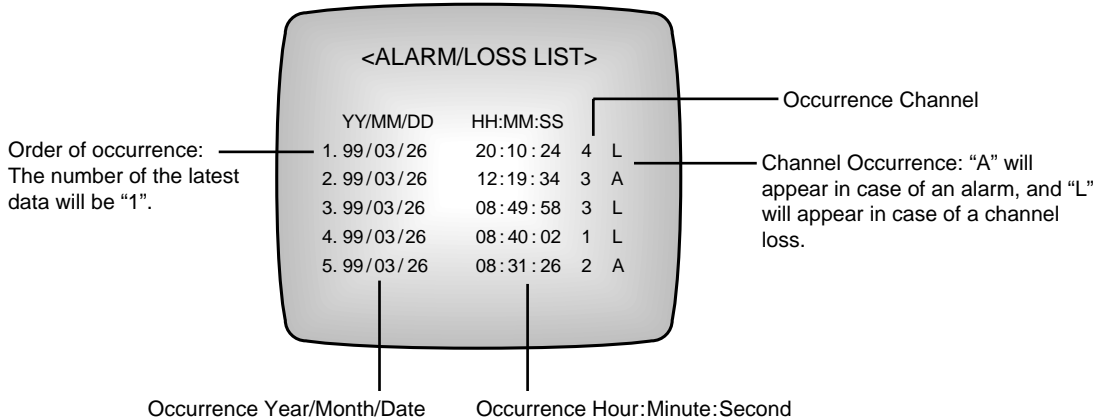 <ALARM/LOSS LIST>
Occurrence Channel
YY/MM/DD HH:MM:SS
Order of occurrence:
The number of the latest
data will be “1”.
1. 99/03/26 20:10:24 4 L
2. 99/03/26 12:19:34 3 A
3. 99/03/26 08:49:58 3 L
4. 99/03/26 08:40:02 1 L
5. 99/03/26 08:31:26 2 A
Channel Occurrence: “A” will
appear in case of an alarm, and “L”
will appear in case of a channel
loss.
Occurrence Year/Month/Date
Occurrence Hour:Minute:Second